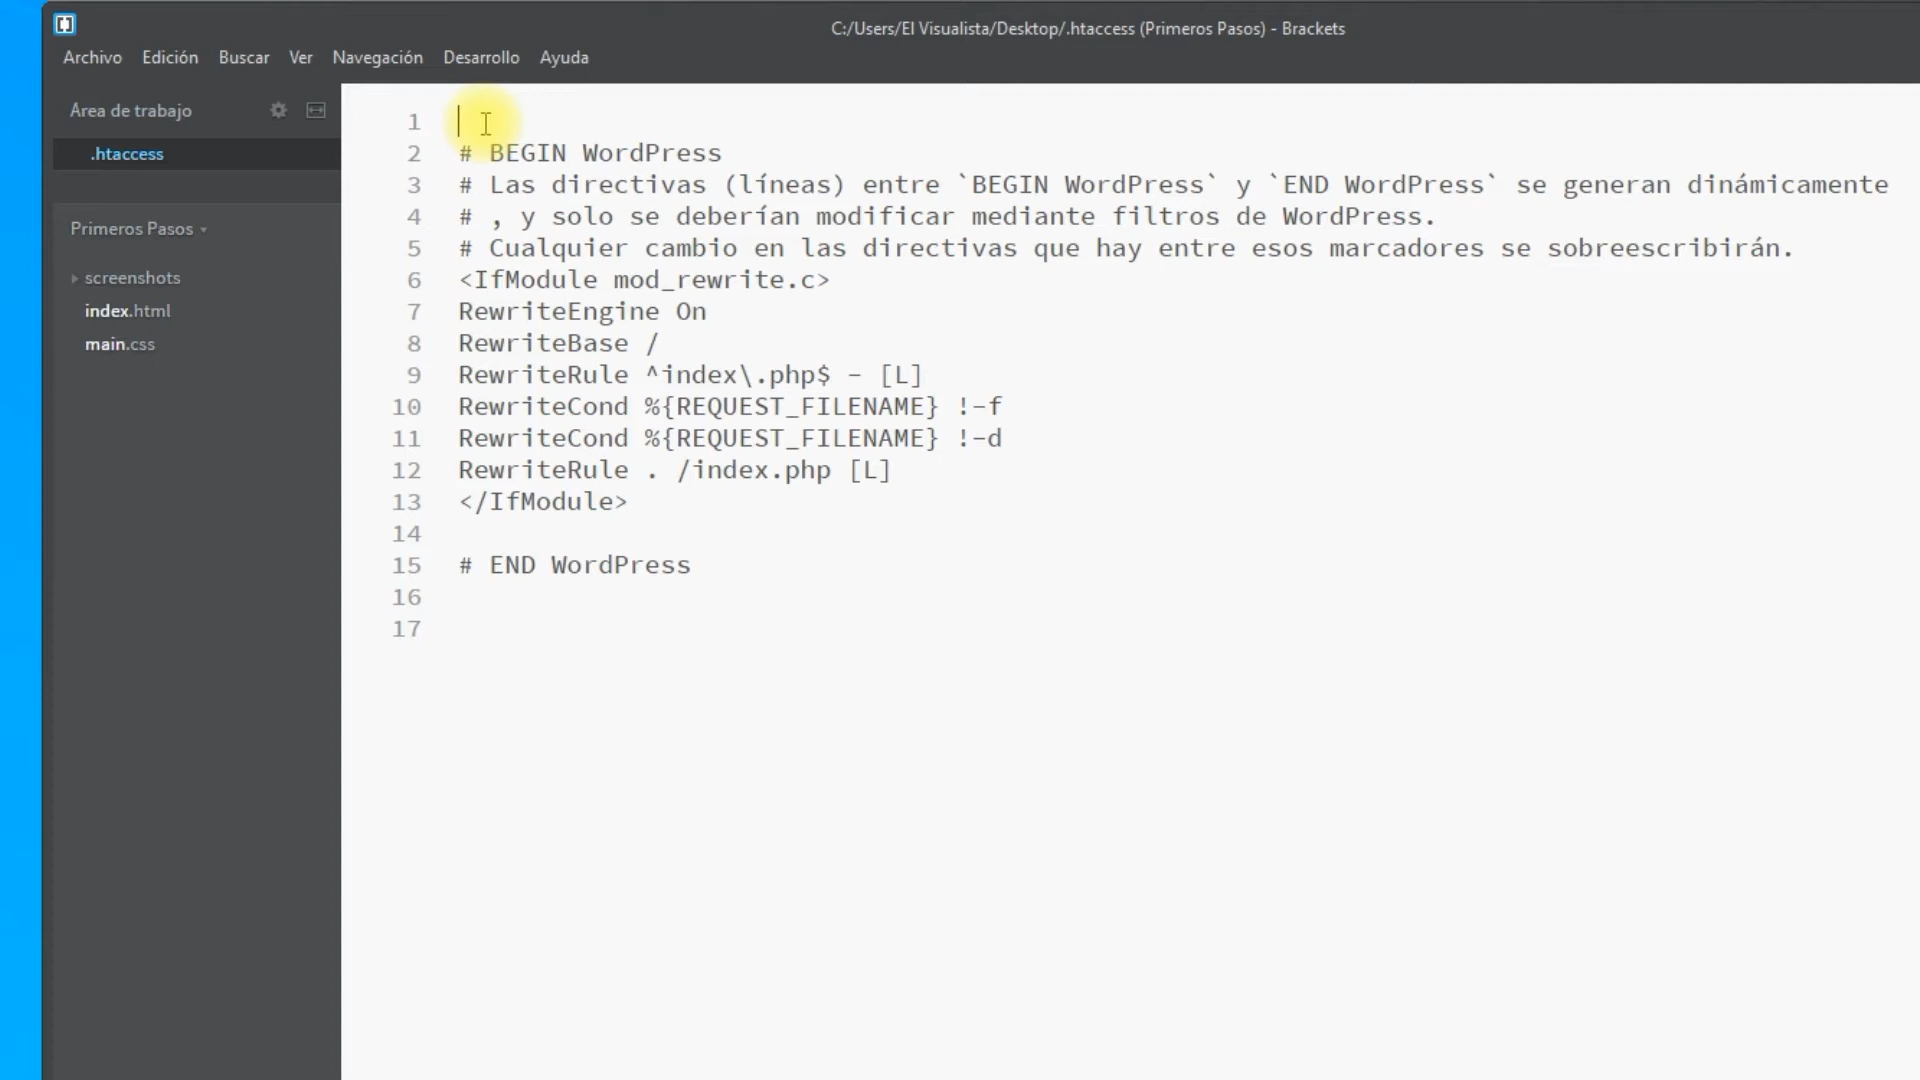 C:/Users/El Visualista/Desktop/.htaccess (Primeros Pasos) - Brackets
Archivo Edición Buscar Ver Navegación Desarrollo Ayuda
Área de trabajo
.htaccess
Primeros Pasos
screenshots
index.html
main.css
1
2 # BEGIN WordPress
3 # Las directivas (líneas) entre `BEGIN WordPress` y `END WordPress` se generan dinámicamente
4 # , y solo se deberían modificar mediante filtros de WordPress.
5 # Cualquier cambio en las directivas que hay entre esos marcadores se sobreescribirán.
6 <IfModule mod_rewrite.c>
7 RewriteEngine On
8 RewriteBase /
9 RewriteRule ^index\.php$ - [L]
10 RewriteCond %{REQUEST_FILENAME} !-f
11 RewriteCond %{REQUEST_FILENAME} !-d
12 RewriteRule . /index.php [L]
13 </IfModule>
14
15 # END WordPress
16
17